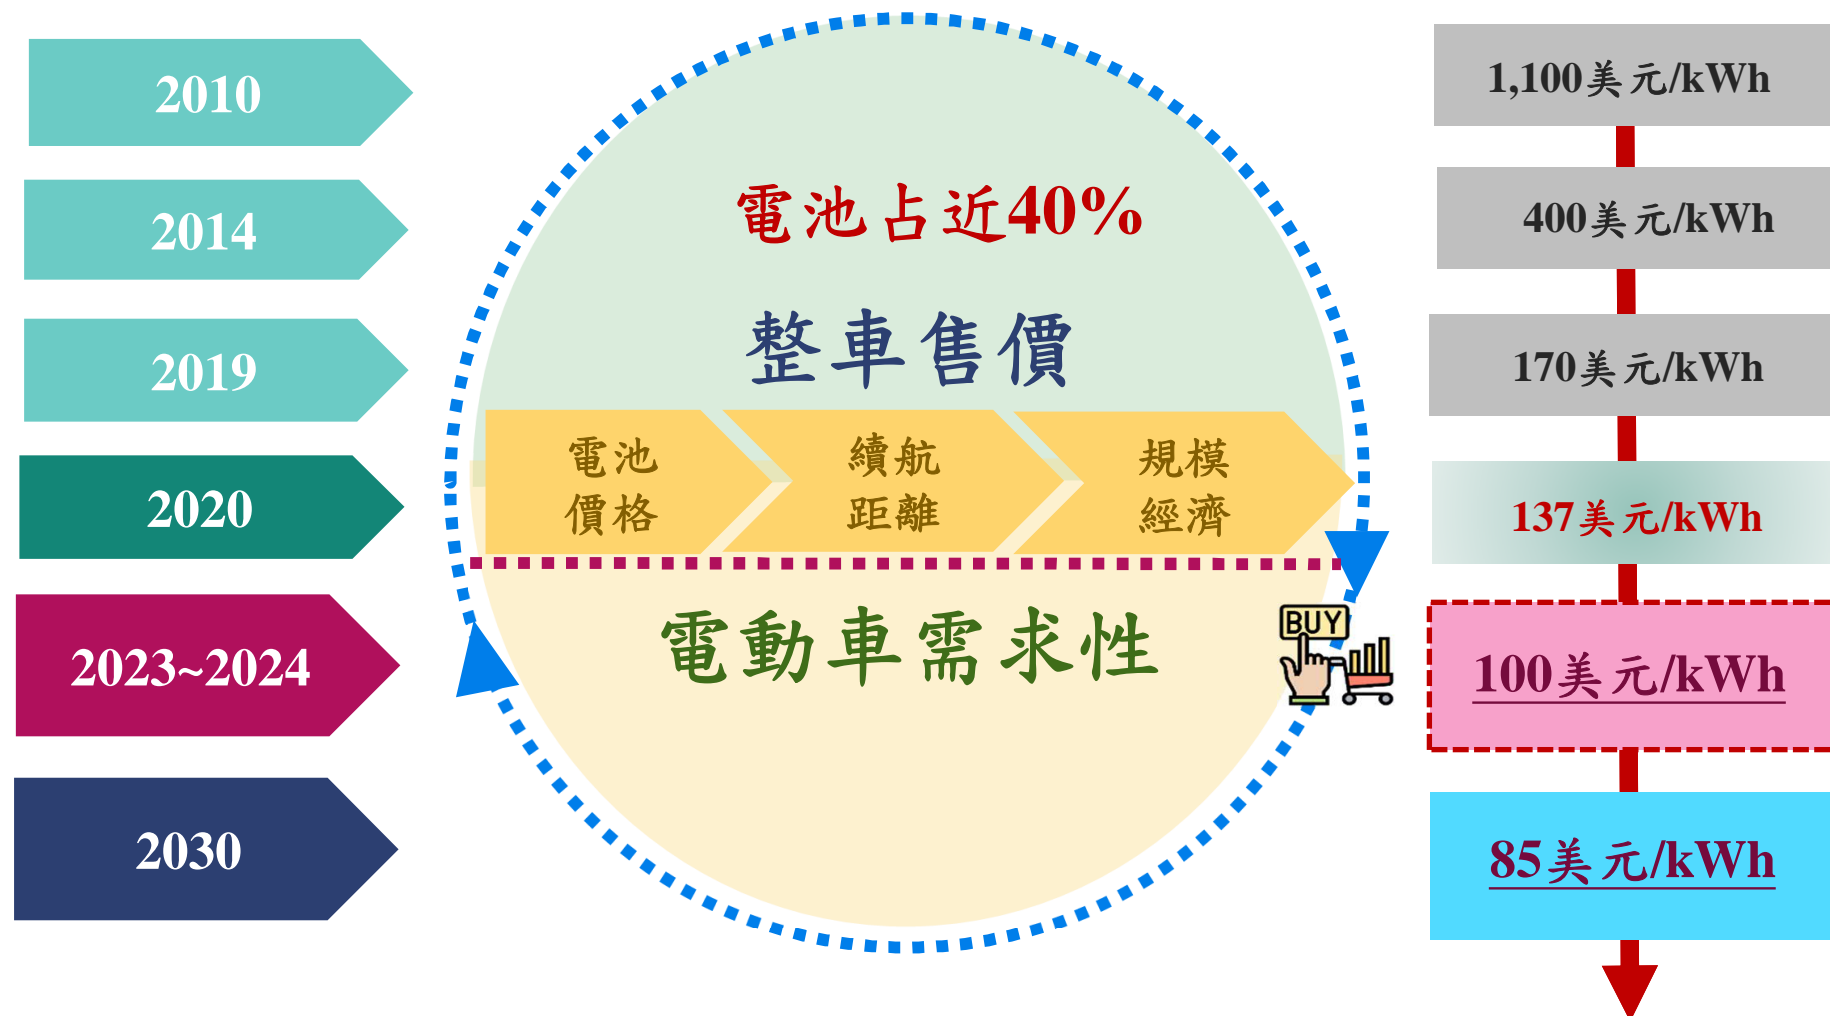 2010
2014
2019
2020
2023~2024
2030
電池占近40%
整車售價
電池
價格
續航
距離
規模
經濟
電動車需求性
BUY
1,100美元/kWh
400美元/kWh
170美元/kWh
137美元/kWh
100美元/kWh
85美元/kWh